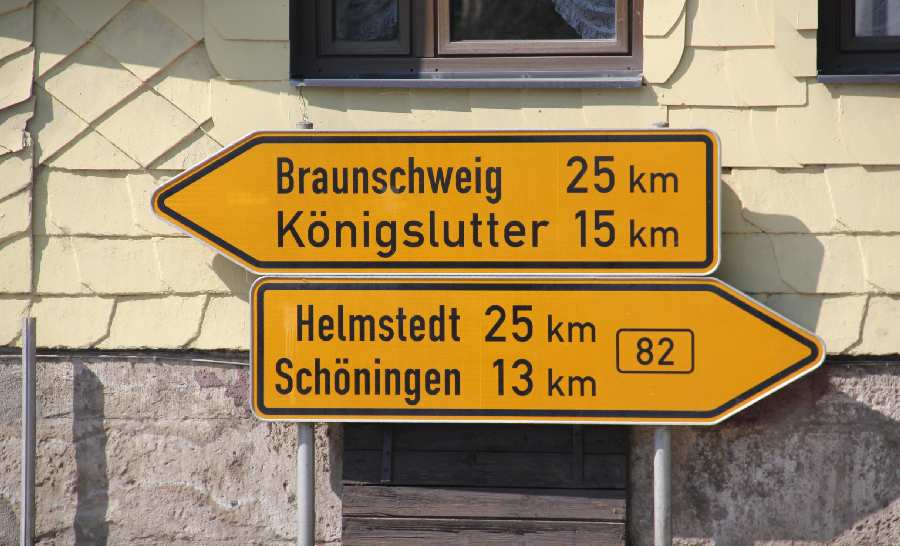 Braunschweig 25 km
Königslutter 15 km
Helmstedt 25 km
Schöningen 13 km
82